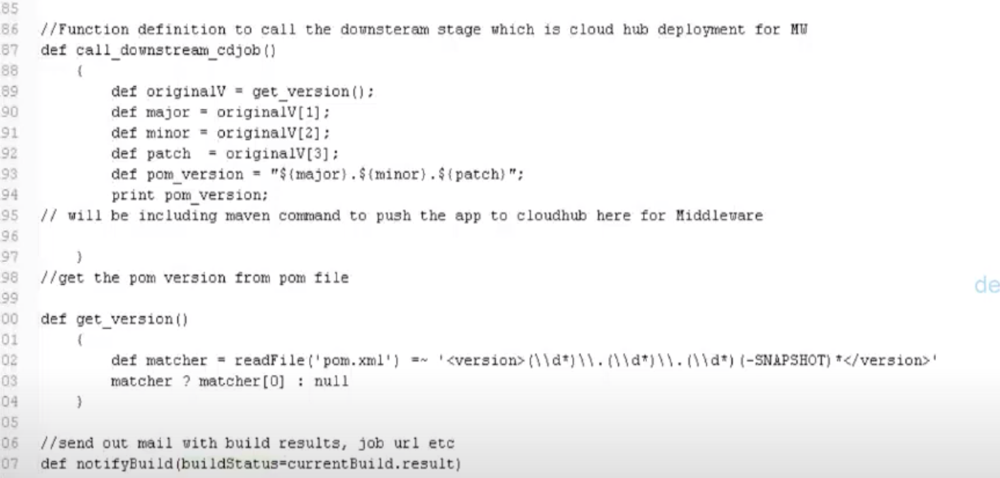 85
86 //Function definition to call the downsteram stage which is cloud hub deployment for MW
87 def call_downstream_cdjob()
88 {
89 def originalV = get_version();
90 def major = originalV[1];
91 def minor = originalV[2];
92 def patch  = originalV[3];
93 def pom_version = "${major}.${minor}.${patch}";
94 print pom_version;
95 // will be including maven command to push the app to cloudhub here for Middleware
96
97 }
98 //get the pom version from pom file
99
00 def get_version()
01 {
02 def matcher = readFile('pom.xml') =~ '<version>(\\d*)\\.(\\d*)\\.(\\d*)(-SNAPSHOT)*</version>'
03 matcher ? matcher[0] : null
04 }
05
06 //send out mail with build results, job url etc
07 def notifyBuild(buildStatus=currentBuild.result)
de